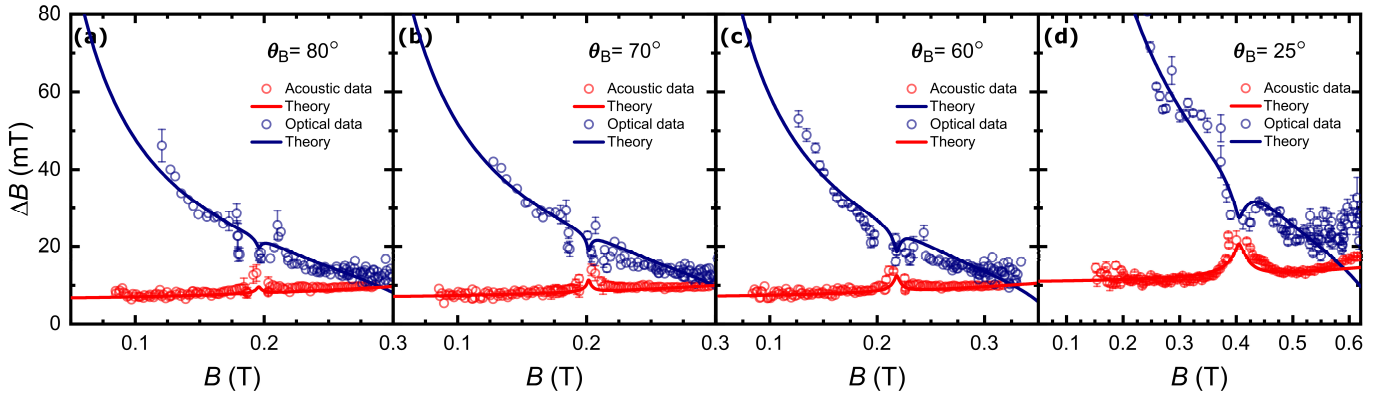 ΔB (mT)
80
60
40
20
0
(a)
θB= 80°
Acoustic data
Theory
Optical data
Theory
0.1
0.2
0.3
B (T)
(b)
θB= 70°
Acoustic data
Theory
Optical data
Theory
0.1
0.2
0.3
B (T)
(c)
θB= 60°
Acoustic data
Theory
Optical data
Theory
0.1
0.2
0.3
B (T)
(d)
θB= 25°
Acoustic data
Theory
Optical data
Theory
0.1
0.2
0.3
0.4
0.5
0.6
B (T)